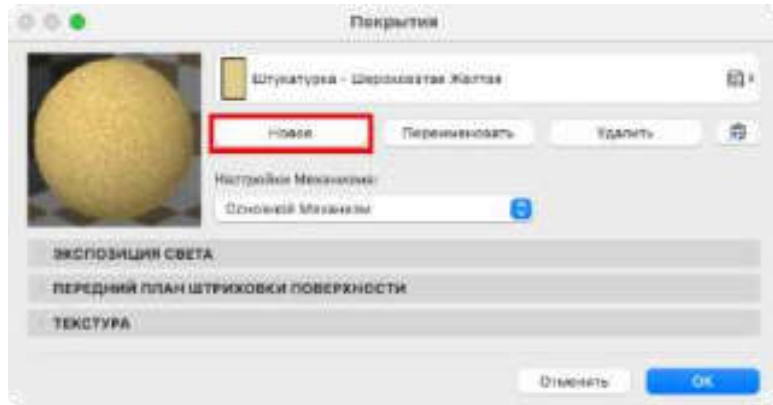 Покрытия
Штукатурка - Шероховатая Желтая
Новое
Переименовать
Удалить
Настройки Механизма:
Основной Механизм
ЭКСПОЗИЦИЯ СВЕТА
ПЕРЕДНИЙ ПЛАН ШТРИХОВКИ ПОВЕРХНОСТИ
ТЕКСТУРА
Отменить
OK